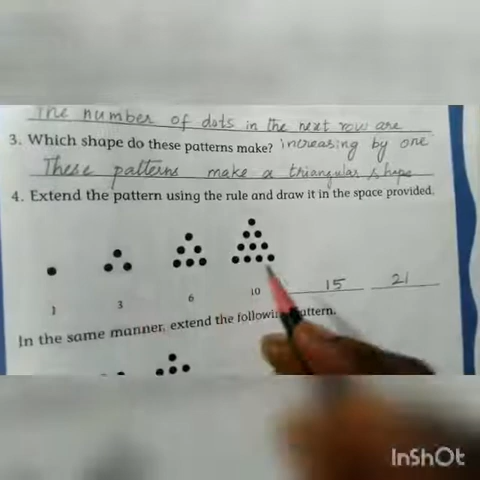 The number of dots in the next row are
3. Which shape do these patterns make? increasing by one
These patterns make a triangular shape
4. Extend the pattern using the rule and draw it in the space provided.
1 3 6 10 15 21
In the same manner, extend the following pattern.
InShOt